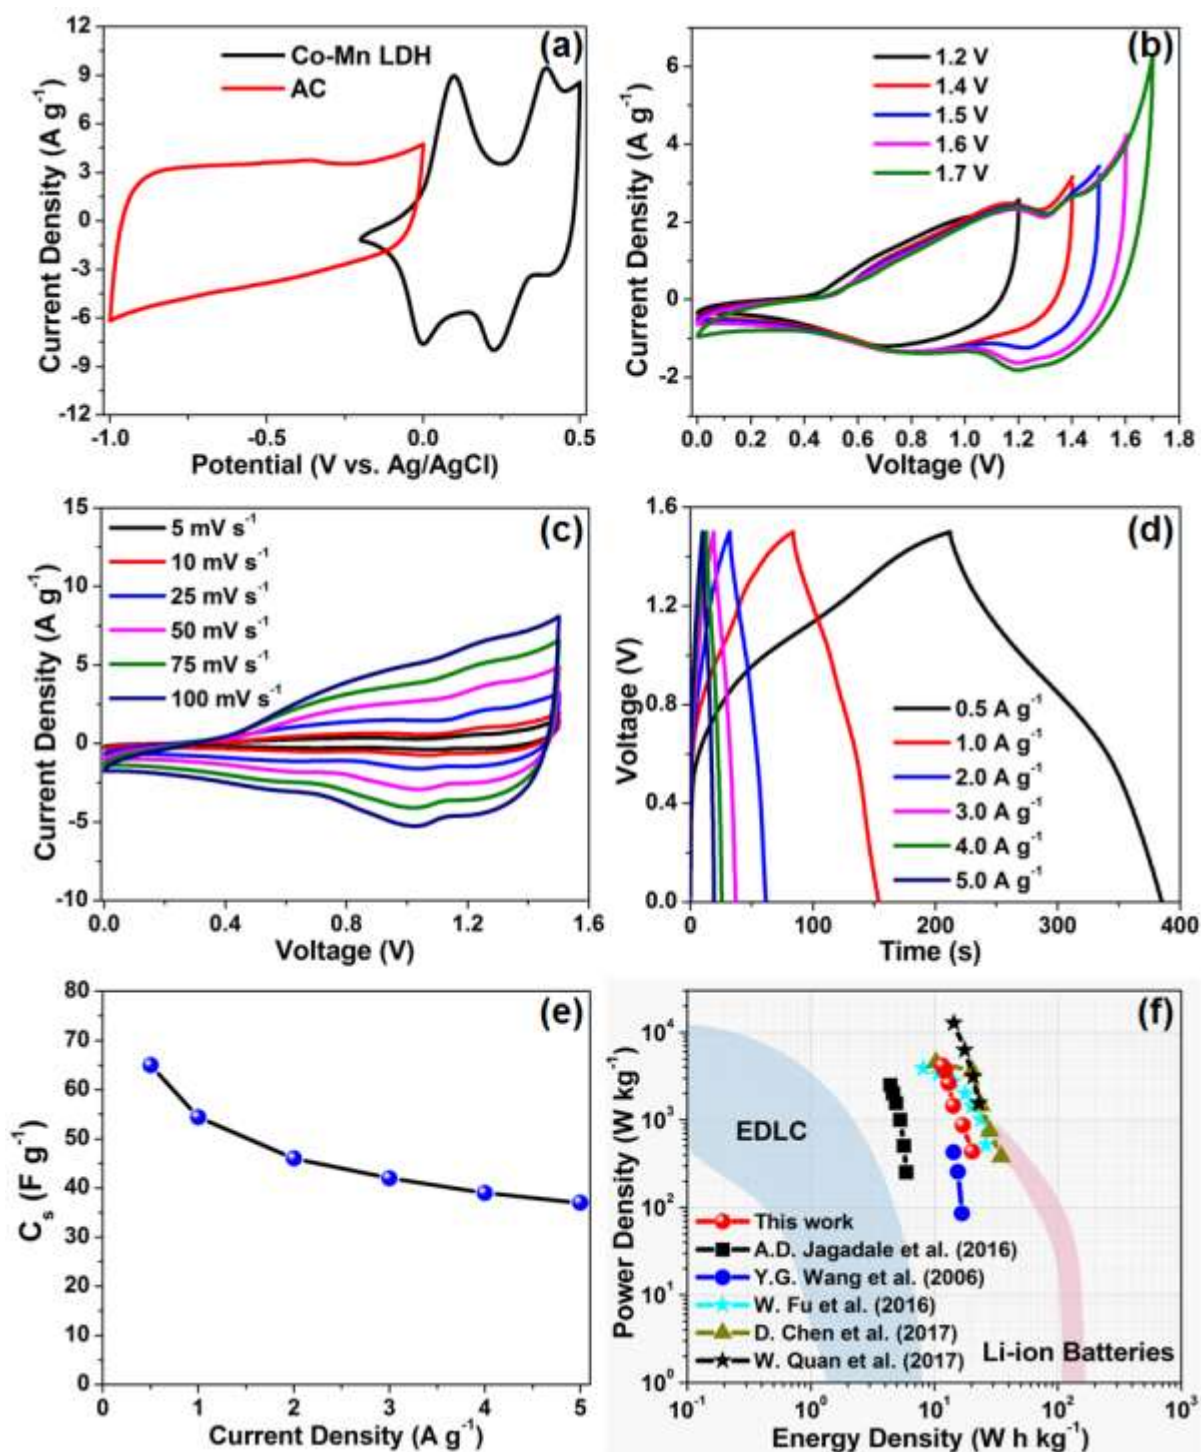 (a)
Co-Mn LDH
AC
Current Density (A g⁻¹)
12
9
6
3
0
-3
-6
-9
-12
-1.0
-0.5
0.0
0.5
Potential (V vs. Ag/AgCl)
(b)
1.2 V
1.4 V
1.5 V
1.6 V
1.7 V
Current Density (A g⁻¹)
6
4
2
0
-2
0.0 0.2 0.4 0.6 0.8 1.0 1.2 1.4 1.6 1.8
Voltage (V)
(c)
5 mV s⁻¹
10 mV s⁻¹
25 mV s⁻¹
50 mV s⁻¹
75 mV s⁻¹
100 mV s⁻¹
Current Density (A g⁻¹)
15
10
5
0
-5
-10
0.0 0.4 0.8 1.2 1.6
Voltage (V)
(d)
Voltage (V)
1.6
1.2
0.8
0.4
0.0
0.5 A g⁻¹
1.0 A g⁻¹
2.0 A g⁻¹
3.0 A g⁻¹
4.0 A g⁻¹
5.0 A g⁻¹
0 100 200 300 400
Time (s)
(e)
Cₛ (F g⁻¹)
80
70
60
50
40
30
20
10
0
0 1 2 3 4 5
Current Density (A g⁻¹)
(f)
Power Density (W kg⁻¹)
10⁴
10³
10²
10¹
10⁰
EDLC
This work
A.D. Jagadale et al. (2016)
Y.G. Wang et al. (2006)
W. Fu et al. (2016)
D. Chen et al. (2017)
W. Quan et al. (2017)
Li-ion Batteries
10⁻¹ 10⁰ 10¹ 10² 10³
Energy Density (W h kg⁻¹)